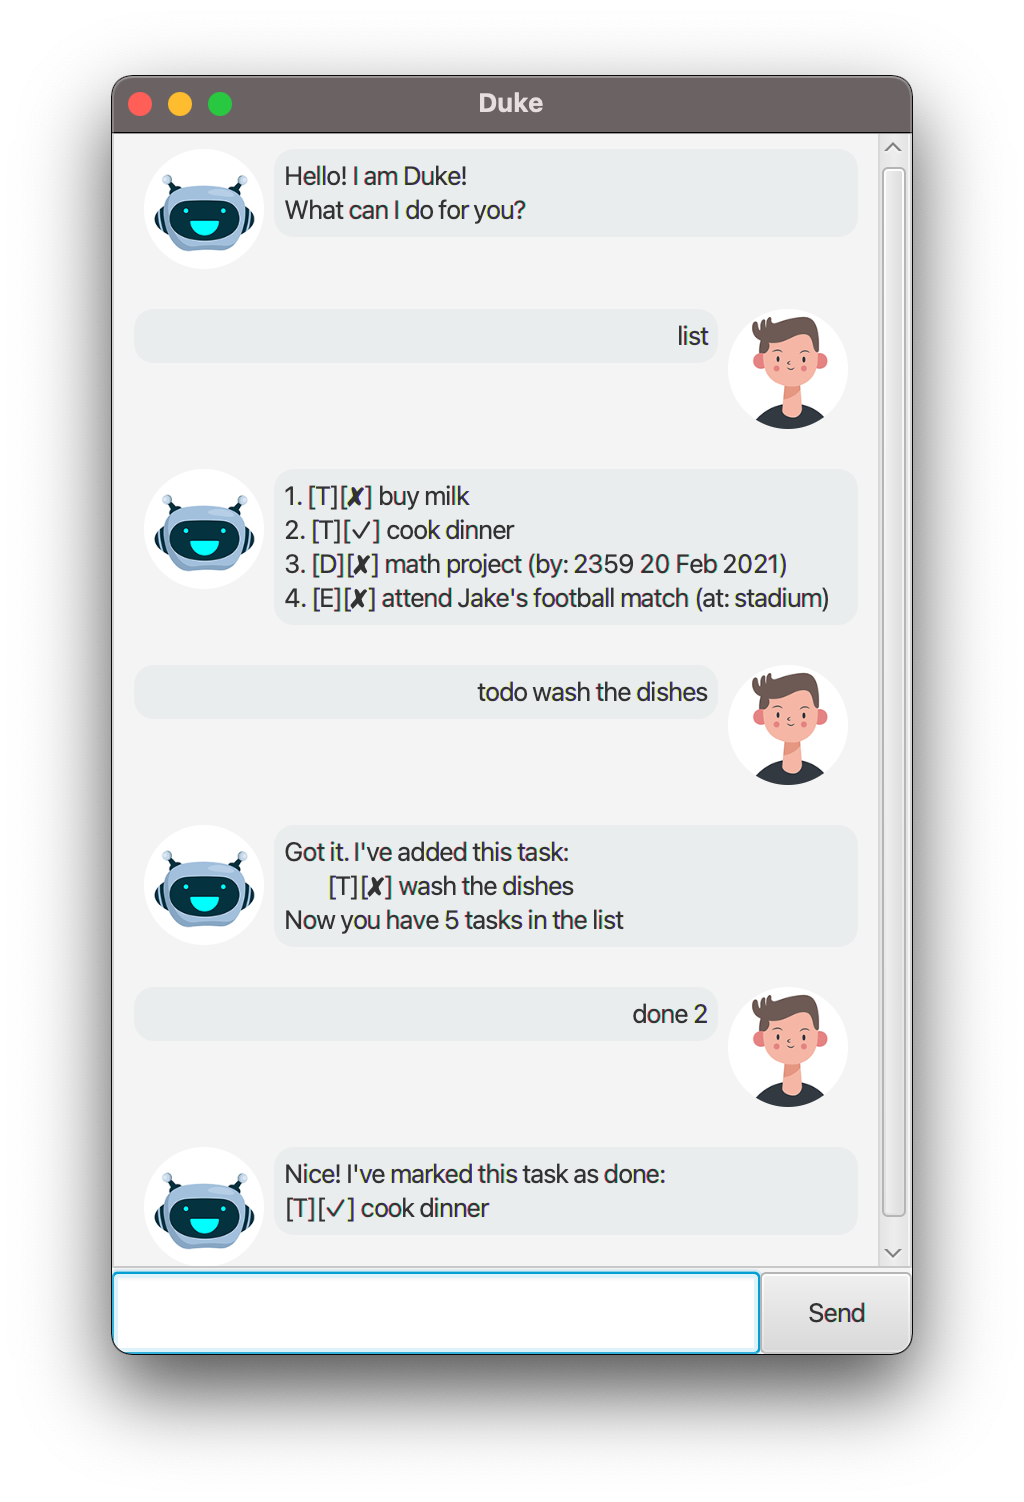 Duke
Hello! I am Duke!
What can I do for you?
list
1. [T][✘] buy milk
2. [T][✓] cook dinner
3. [D][✘] math project (by: 2359 20 Feb 2021)
4. [E][✘] attend Jake's football match (at: stadium)
todo wash the dishes
Got it. I've added this task:
[T][✘] wash the dishes
Now you have 5 tasks in the list
done 2
Nice! I've marked this task as done:
[T][✓] cook dinner
Send